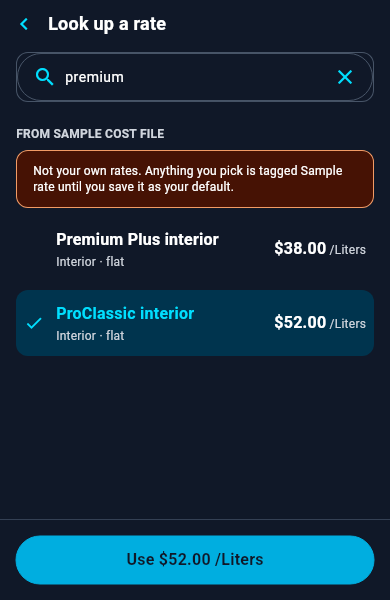 Look up a rate
premium
FROM SAMPLE COST FILE
Not your own rates. Anything you pick is tagged Sample
rate until you save it as your default.
Premium Plus interior
$38.00 /Liters
Interior · flat
ProClassic interior
$52.00 /Liters
Interior · flat
Use $52.00 /Liters